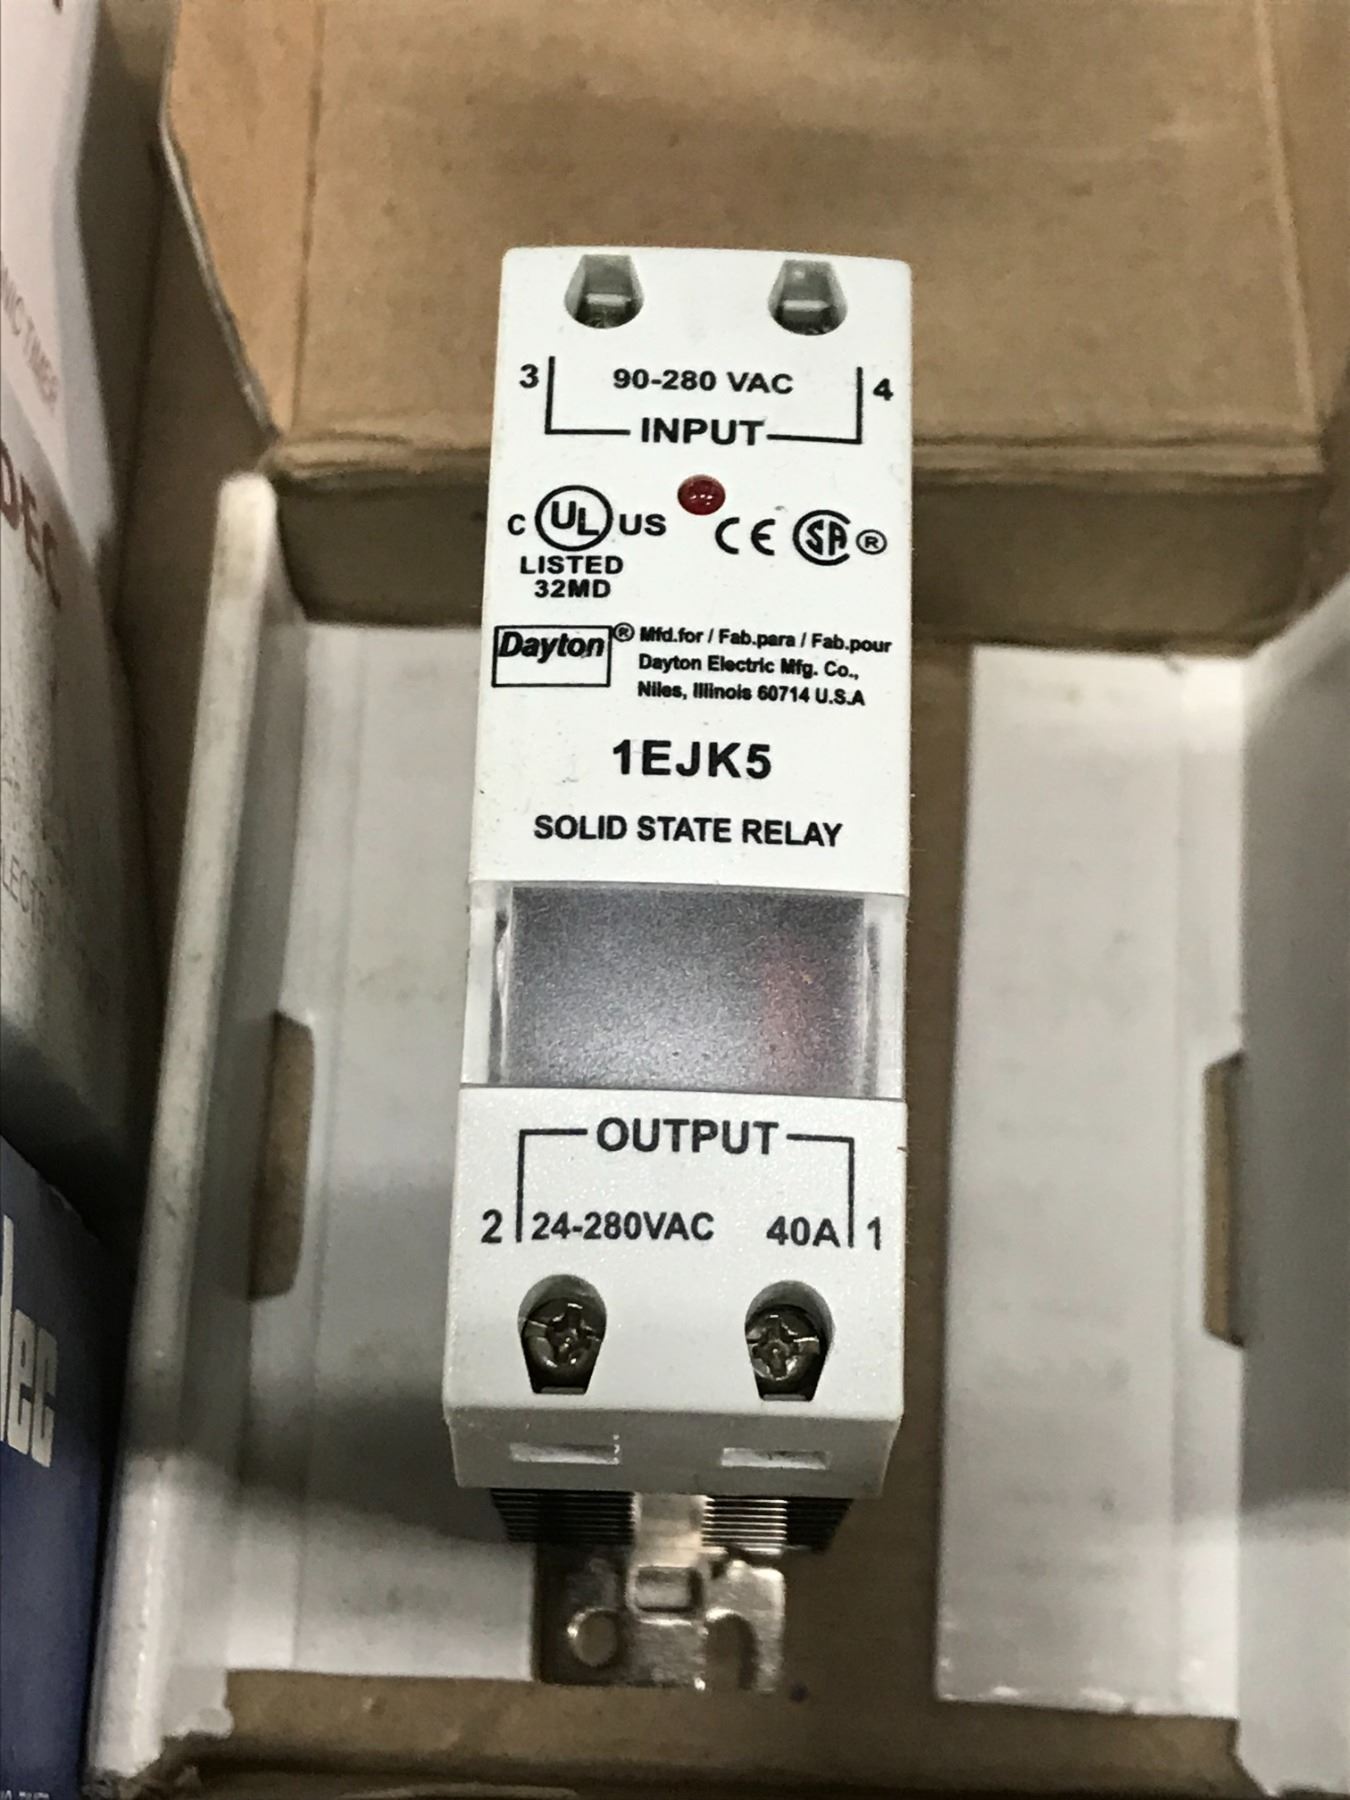 3 90-280 VAC 4
INPUT
C UL US CE SA ®
LISTED
32MD
Dayton® Mfd.for / Fab.para / Fab.pour
Dayton Electric Mfg. Co.,
Niles, Illinois 60714 U.S.A
1EJK5
SOLID STATE RELAY
OUTPUT
2 24-280VAC 40A 1